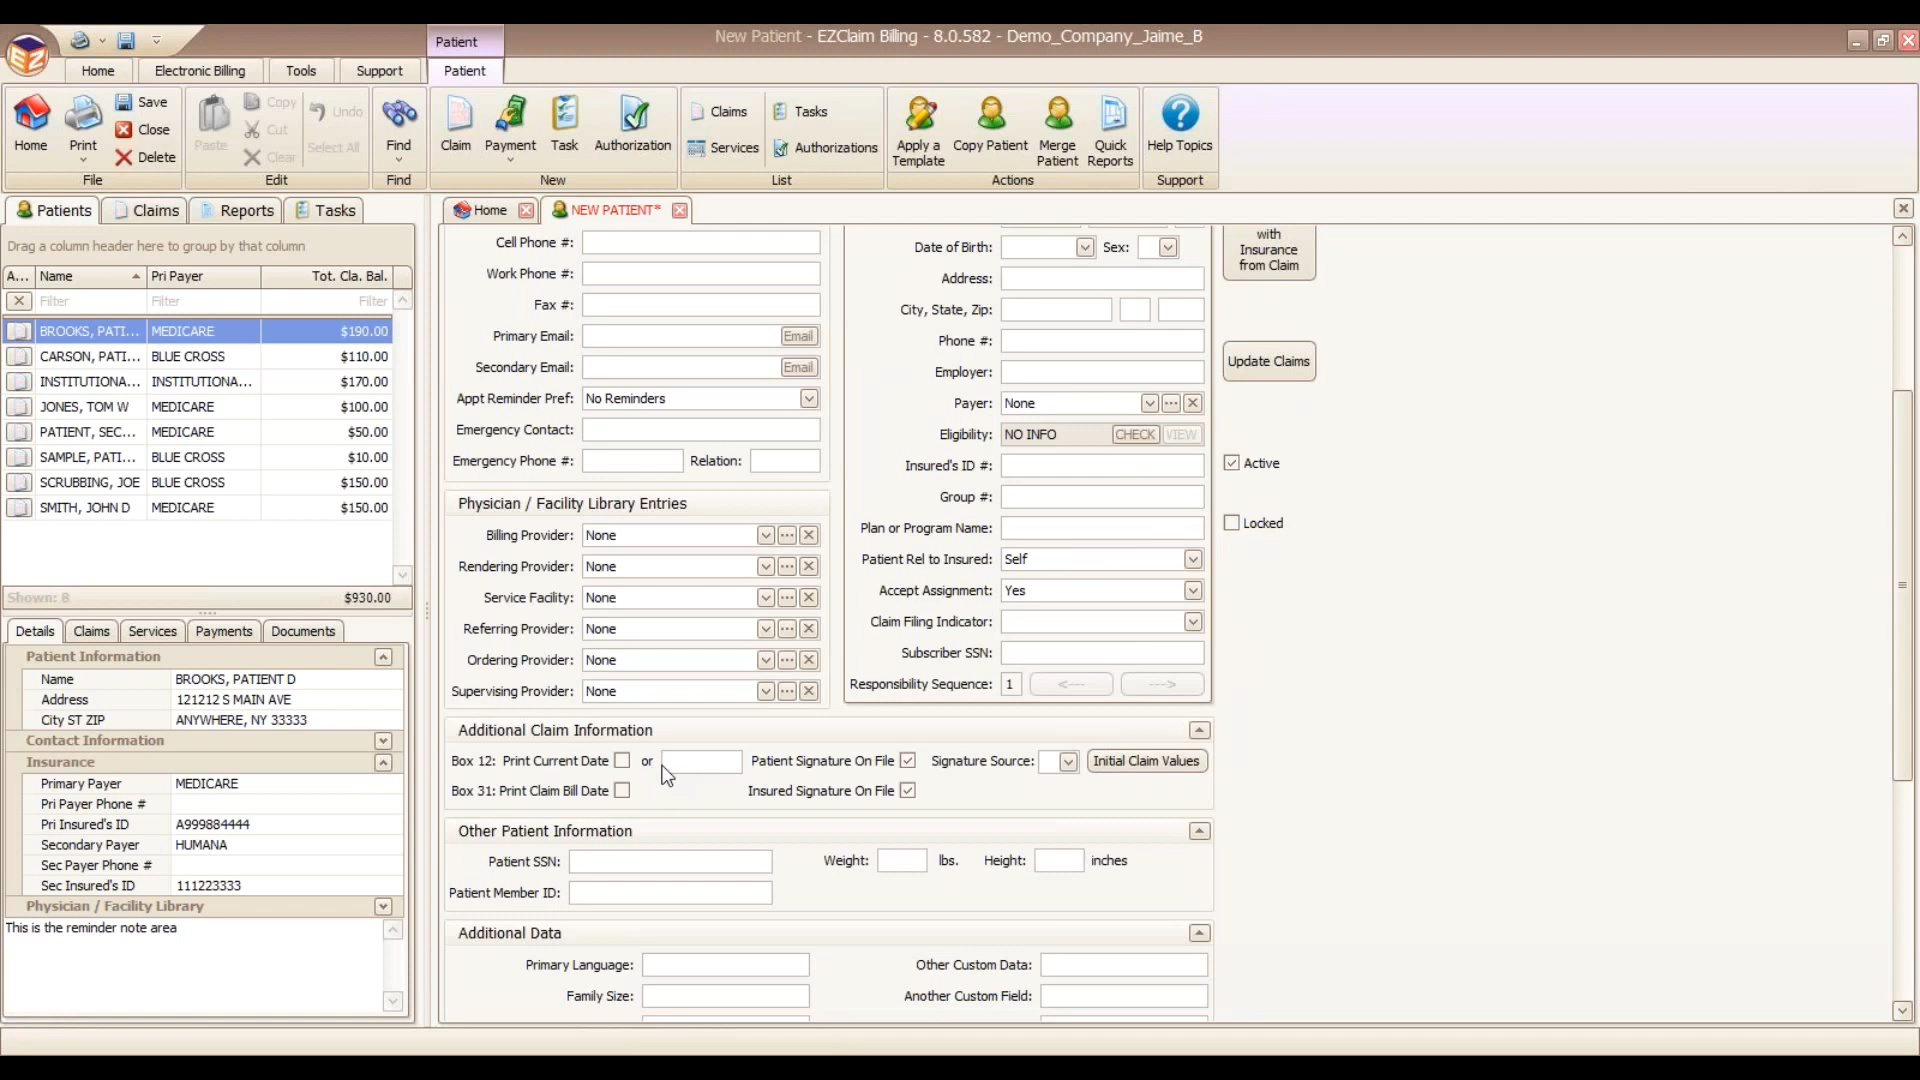 Patient
New Patient - EZClaim Billing - 8.0.582 - Demo_Company_Jaime_B
EZ
Home Electronic Billing Tools Support Patient
Home Print Save Close Delete
Paste Copy Cut Clear Undo Select All
Find
Claim Payment Task Authorization
Claims Tasks
Services Authorizations
Apply a Template Copy Patient Merge Patient Quick Reports
Help Topics
File Edit Find New List Actions Support
Patients Claims Reports Tasks
Drag a column header here to group by that column
A... Name Pri Payer Tot. Cla. Bal.
Filter Filter Filter
BROOKS, PATI... MEDICARE $190.00
CARSON, PATI... BLUE CROSS $110.00
INSTITUTIONA... INSTITUTIONA... $170.00
JONES, TOM W MEDICARE $100.00
PATIENT, SEC... MEDICARE $50.00
SAMPLE, PATI... BLUE CROSS $10.00
SCRUBBING, JOE BLUE CROSS $150.00
SMITH, JOHN D MEDICARE $150.00
Shown: 8 $930.00
Details Claims Services Payments Documents
Patient Information
Name BROOKS, PATIENT D
Address 121212 S MAIN AVE
City ST ZIP ANYWHERE, NY 33333
Contact Information
Insurance
Primary Payer MEDICARE
Pri Payer Phone #
Pri Insured's ID A999884444
Secondary Payer HUMANA
Sec Payer Phone #
Sec Insured's ID 111223333
Physician / Facility Library
This is the reminder note area
Home NEW PATIENT*
Cell Phone #:
Work Phone #:
Fax #:
Primary Email: Email
Secondary Email: Email
Appt Reminder Pref: No Reminders
Emergency Contact:
Emergency Phone #: Relation:
Physician / Facility Library Entries
Billing Provider: None
Rendering Provider: None
Service Facility: None
Referring Provider: None
Ordering Provider: None
Supervising Provider: None
Date of Birth: Sex:
Address:
City, State, Zip:
Phone #:
Employer:
Payer: None
Eligibility: NO INFO CHECK VIEW
Insured's ID #:
Group #:
Plan or Program Name:
Patient Rel to Insured: Self
Accept Assignment: Yes
Claim Filing Indicator:
Subscriber SSN:
Responsibility Sequence: 1 <--- --->
with
Insurance
from Claim
Update Claims
Active
Locked
Additional Claim Information
Box 12: Print Current Date or Patient Signature On File Signature Source: Initial Claim Values
Box 31: Print Claim Bill Date Insured Signature On File
Other Patient Information
Patient SSN: Weight: lbs. Height: inches
Patient Member ID:
Additional Data
Primary Language: Other Custom Data:
Family Size: Another Custom Field: